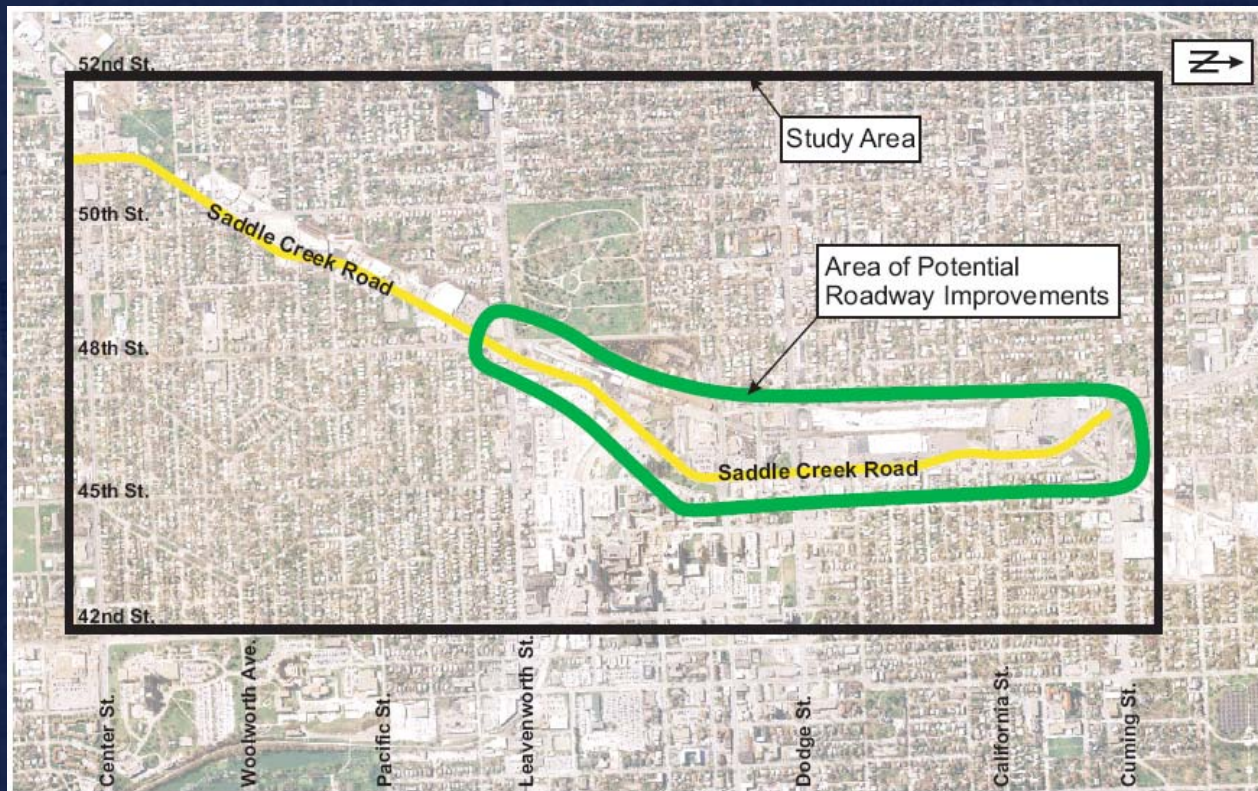 52nd St.
N
Study Area
50th St.
Saddle Creek Road
Area of Potential
Roadway Improvements
48th St.
Saddle Creek Road
45th St.
42nd St.
Center St.
Woolworth Ave.
Pacific St.
Leavenworth St.
Dodge St.
California St.
Cuming St.